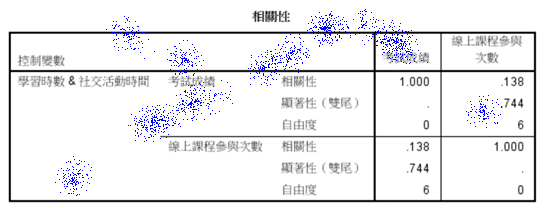 相關性
控制變數 考試成績 線上課程參與次數
學習時數 & 社交活動時間 考試成績 相關性 1.000 .138
顯著性（雙尾） . .744
自由度 0 6
線上課程參與次數 相關性 .138 1.000
顯著性（雙尾） .744 .
自由度 6 0